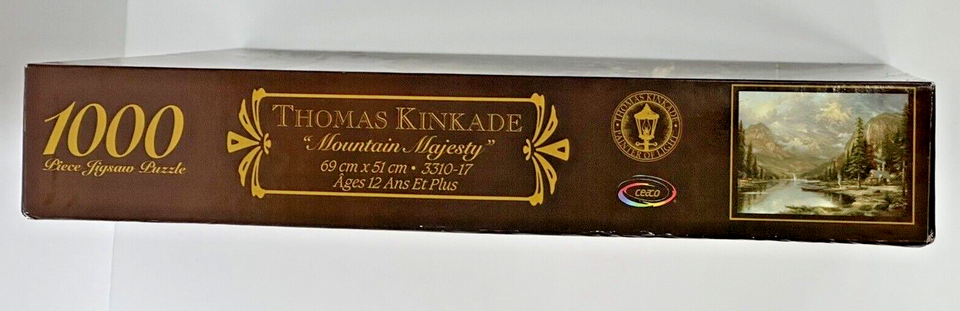 1000
Piece Jigsaw Puzzle
THOMAS KINKADE
"Mountain Majesty"
69 cm x 51 cm • 3310-17
Âges 12 Ans Et Plus
• THOMAS KINKADE •
PAINTER OF LIGHT
ceaco